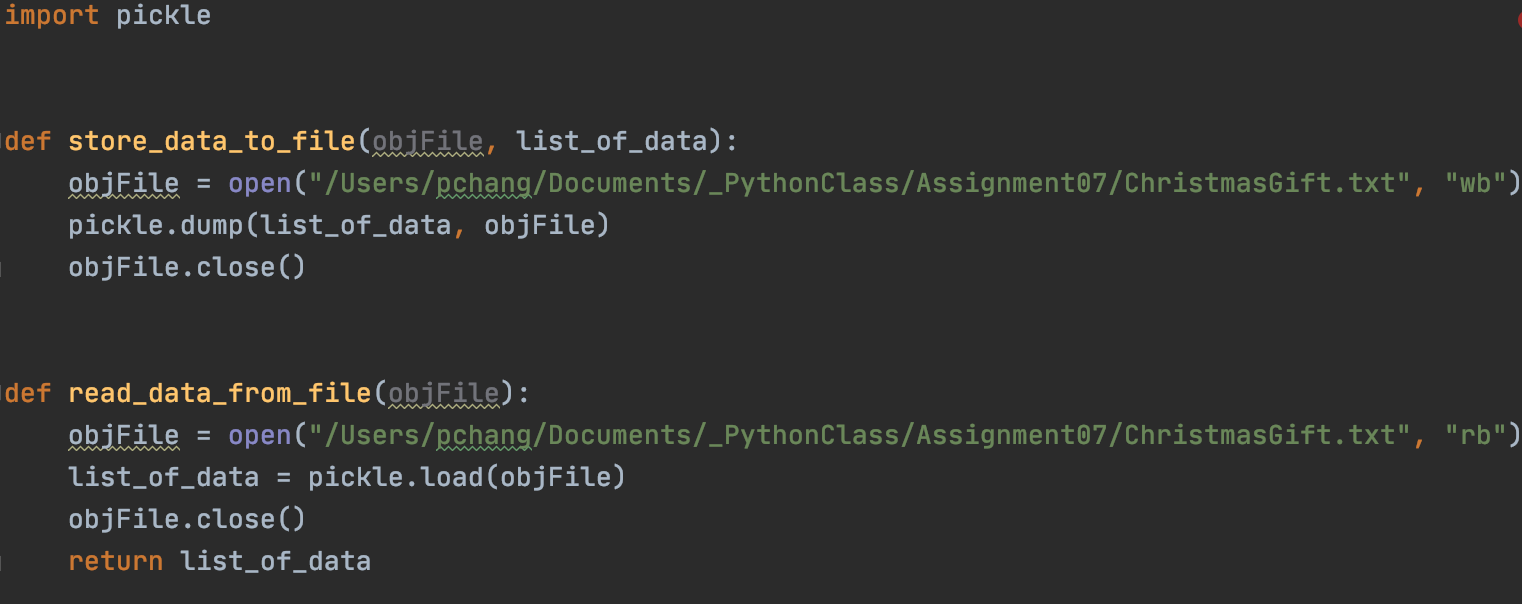 import pickle
def store_data_to_file(objFile, list_of_data):
    objFile = open("/Users/pchang/Documents/_PythonClass/Assignment07/ChristmasGift.txt", "wb")
    pickle.dump(list_of_data, objFile)
    objFile.close()
def read_data_from_file(objFile):
    objFile = open("/Users/pchang/Documents/_PythonClass/Assignment07/ChristmasGift.txt", "rb")
    list_of_data = pickle.load(objFile)
    objFile.close()
    return list_of_data